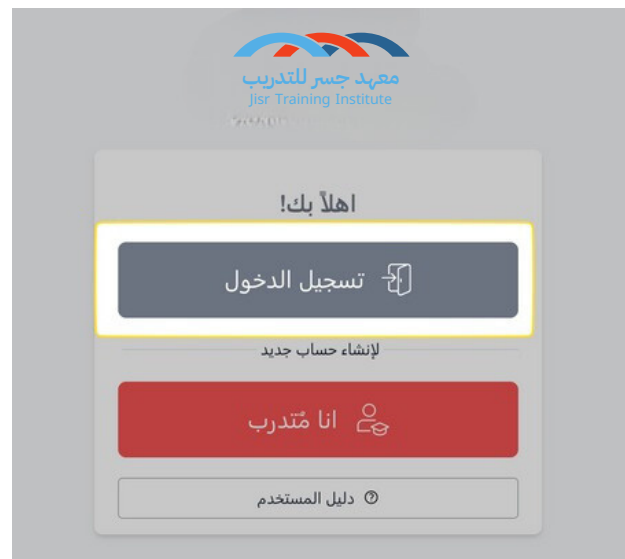 معهد جسر للتدريب
Jisr Training Institute
اهلاً بك!
تسجيل الدخول
لإنشاء حساب جديد
انا مُتدرب
دليل المستخدم